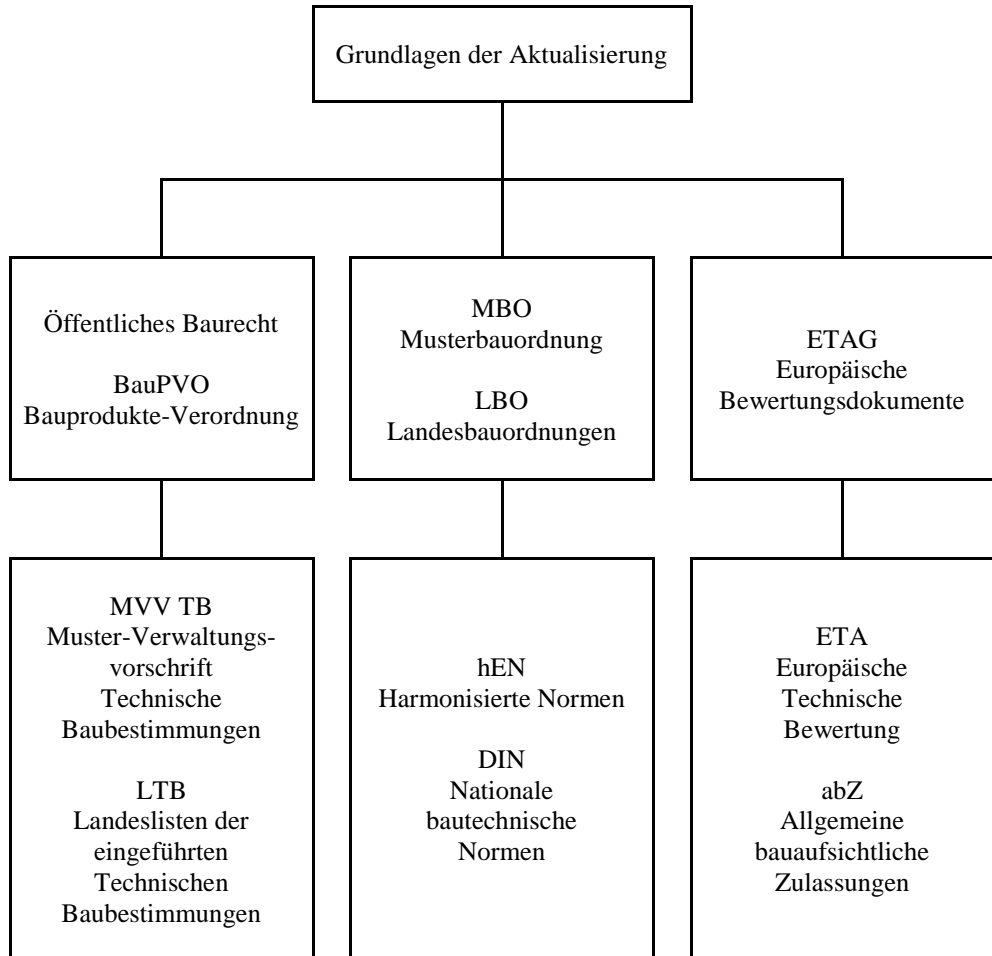 Grundlagen der Aktualisierung
Öffentliches Baurecht
BauPVO
Bauprodukte-Verordnung
MBO
Musterbauordnung
LBO
Landesbauordnungen
ETAG
Europäische
Bewertungsdokumente
MVV TB
Muster-Verwaltungs-
vorschrift
Technische
Baubestimmungen
LTB
Landeslisten der
eingeführten
Technischen
Baubestimmungen
hEN
Harmonisierte Normen
DIN
Nationale
bautechnische
Normen
ETA
Europäische
Technische
Bewertung
abZ
Allgemeine
bauaufsichtliche
Zulassungen